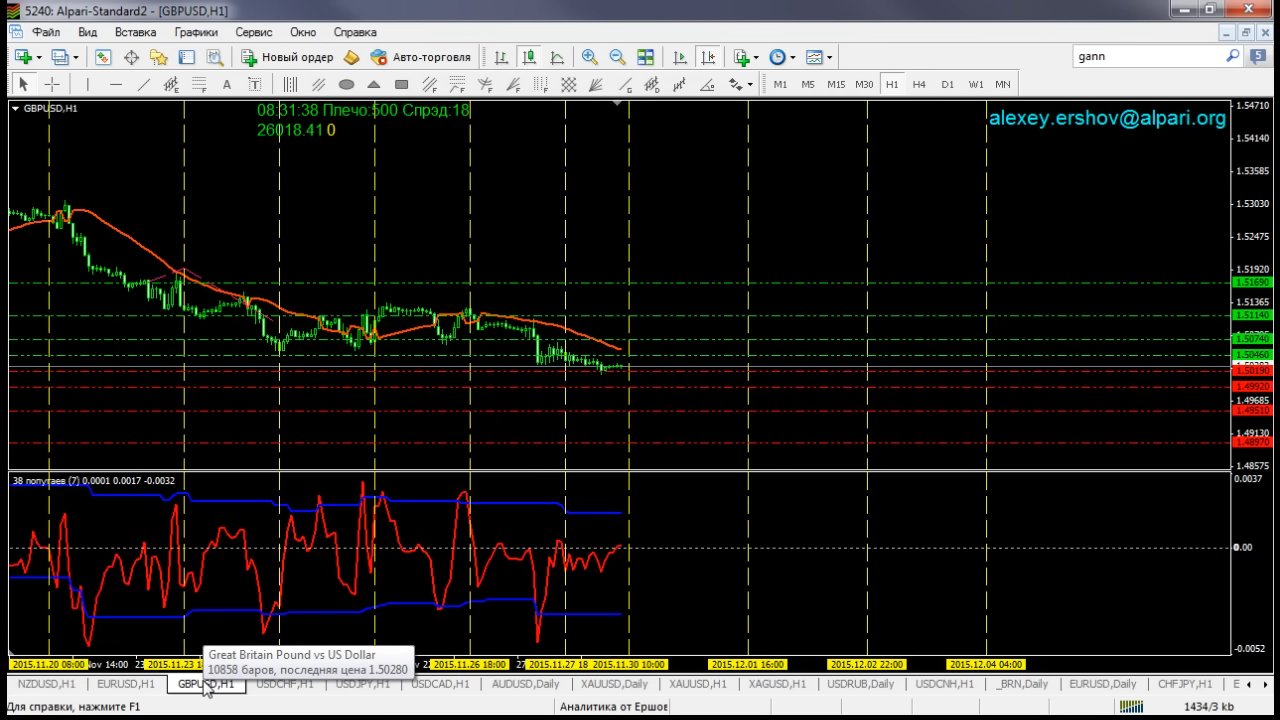 5240: Alpari-Standard2 - [GBPUSD,H1]
Файл Вид Вставка Графики Сервис Окно Справка
Новый ордер Авто-торговля gann 5
A T M1 M5 M15 M30 H1 H4 D1 W1 MN
GBPUSD,H1
08:31:38 Ппечо:500 Спрэд:18
26018.41 0
alexey.ershov@alpari.org
1.54710
1.54140
1.53585
1.53030
1.52475
1.51920
1.51690
1.51365
1.51140
1.50740
1.50460
1.50190
1.49920
1.49685
1.49510
1.49130
1.48970
1.48575
38 попугаев (7) 0.0001 0.0017 -0.0032
0.0037
0.00
-0.0052
Great Britain Pound vs US Dollar
10858 баров, последняя цена 1.50280
2015.11.20 08:00 Nov 14:00 2015.11.23 2015.11.26 18:00 2015.11.27 18 2015.11.30 10:00 2015.12.01 16:00 2015.12.02 22:00 2015.12.04 04:00
NZDUSD,H1 EURUSD,H1 GBPUSD,H1 USDCHF,H1 USDJPY,H1 USDCAD,H1 AUDUSD,Daily XAUUSD,Daily XAUUSD,H1 XAGUSD,H1 USDRUB,Daily USDCNH,H1 _BRN,Daily EURUSD,Daily CHFJPY,H1 E
Для справки, нажмите F1 Аналитика от Ершов 1434/3 kb